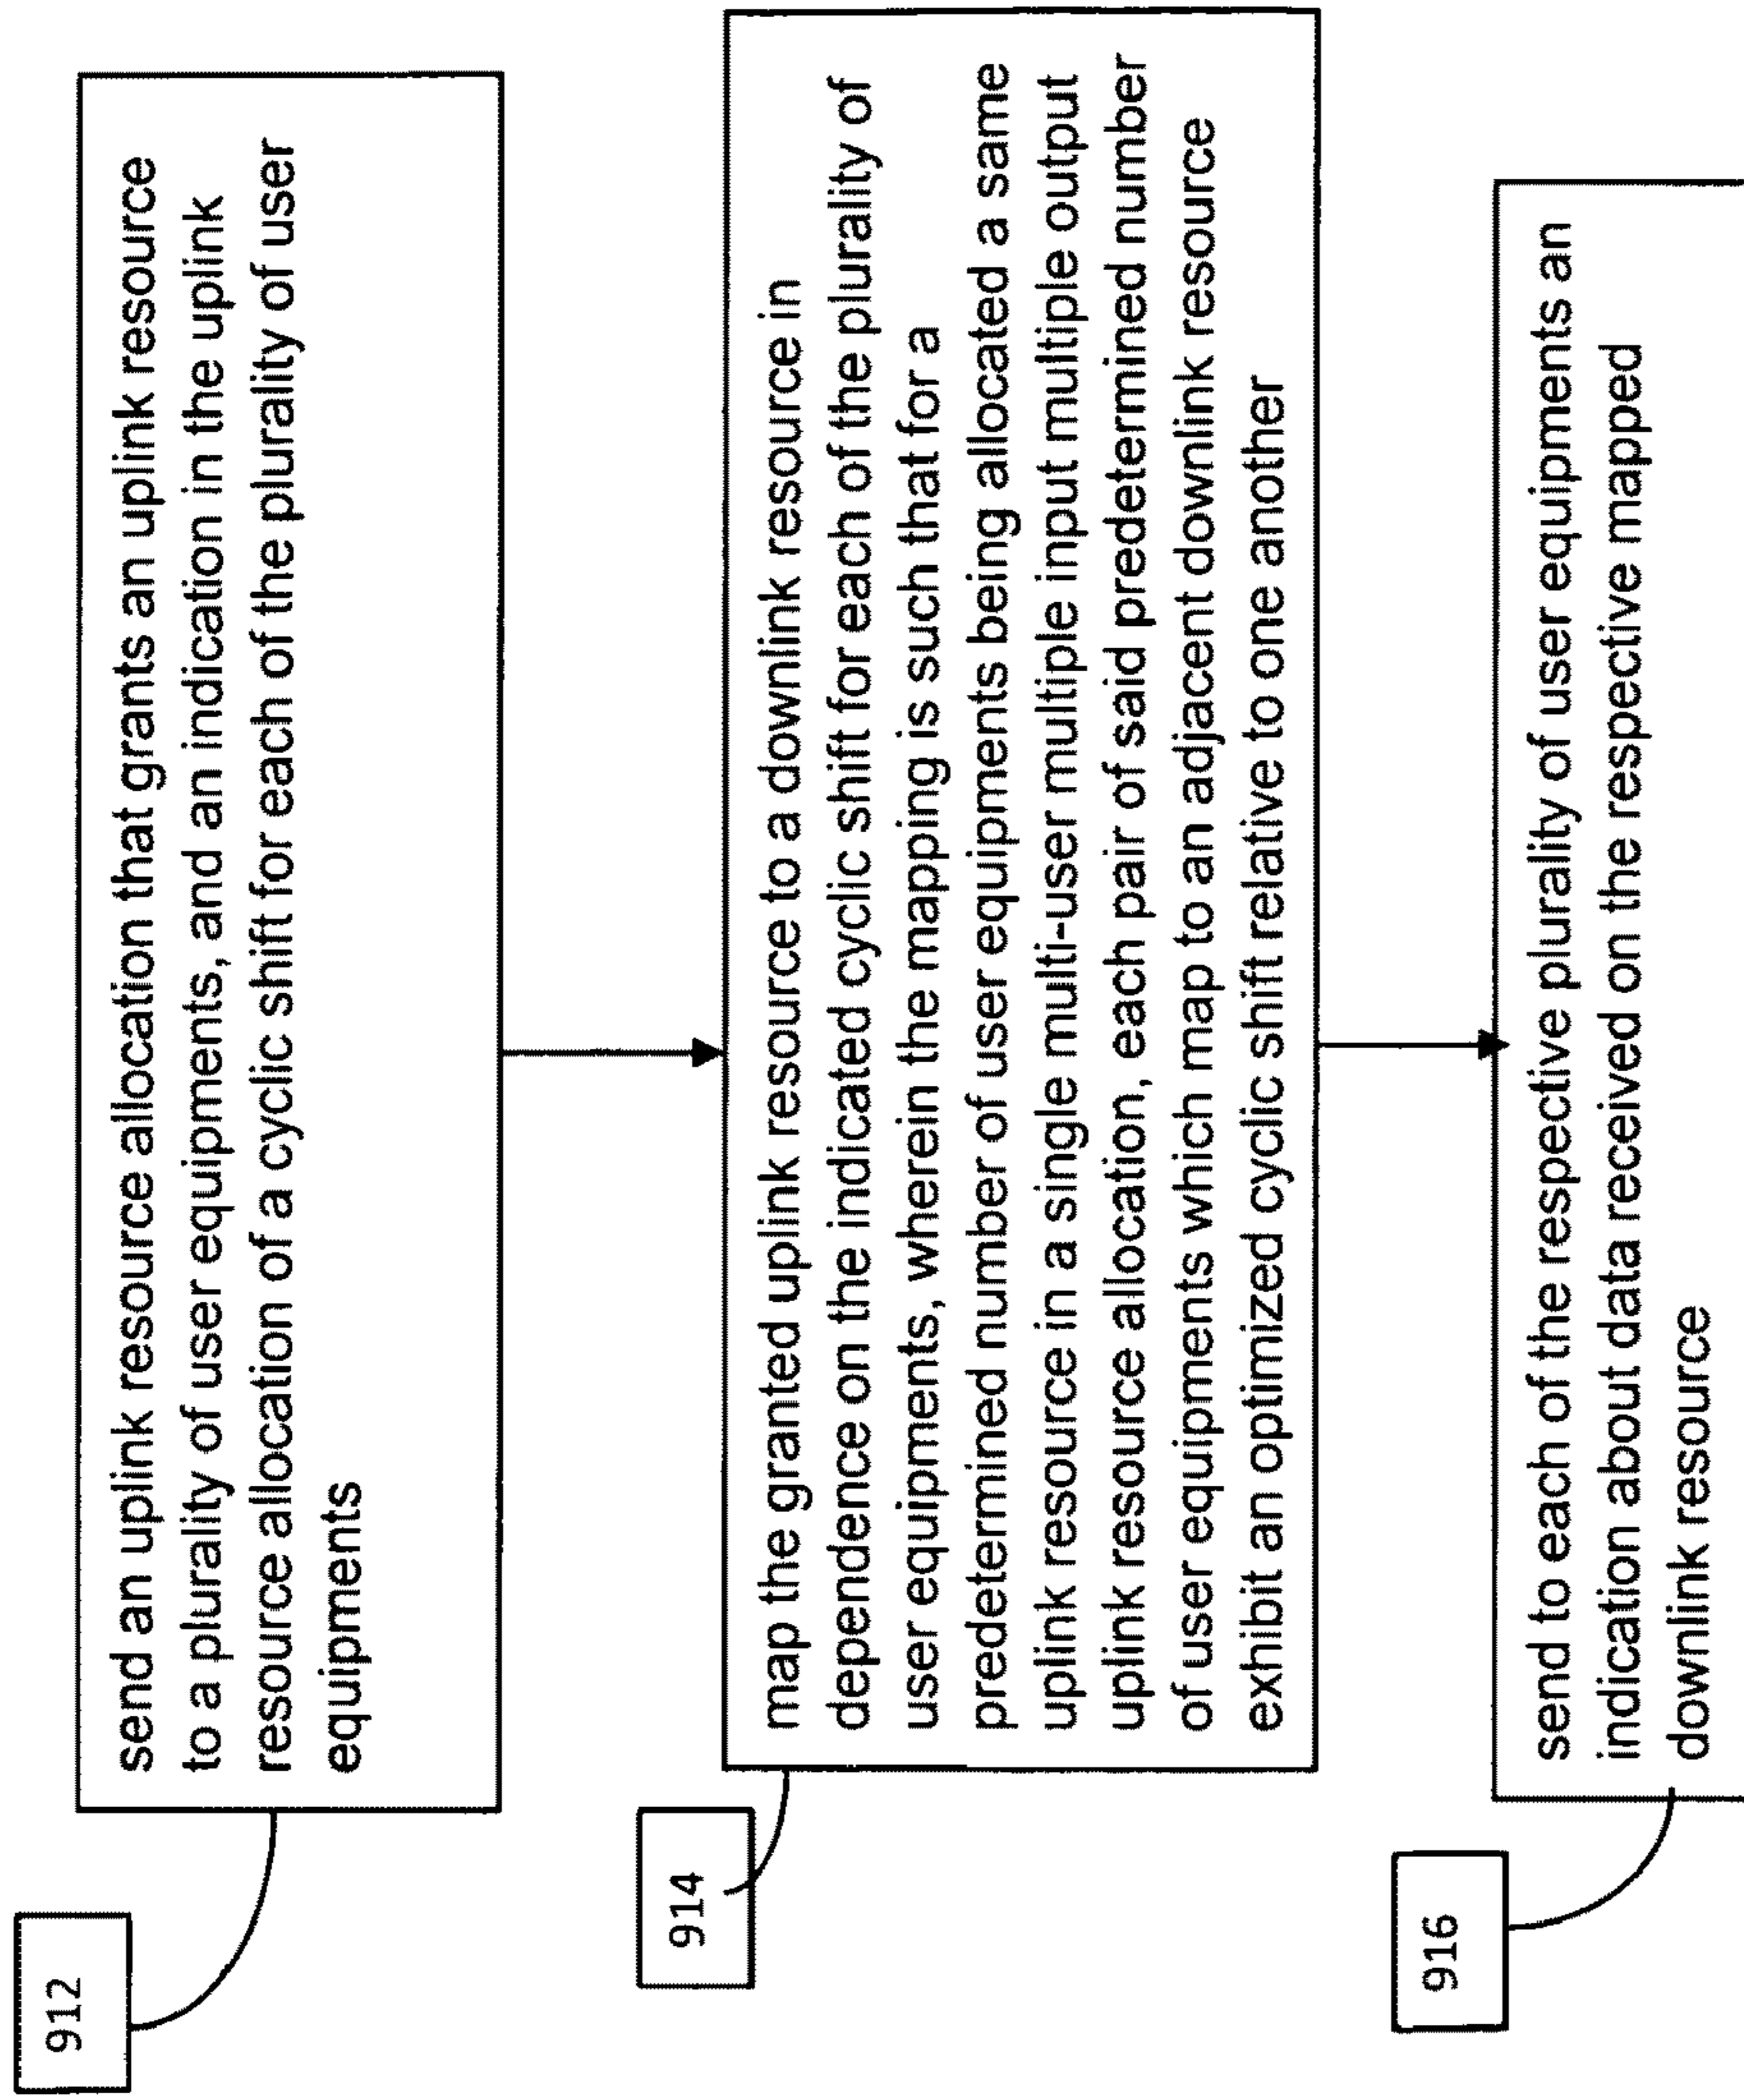 912
send an uplink resource allocation that grants an uplink resource
to a plurality of user equipments, and an indication in the uplink
resource allocation of a cyclic shift for each of the plurality of user
equipments
914
map the granted uplink resource to a downlink resource in
dependence on the indicated cyclic shift for each of the plurality of
user equipments, wherein the mapping is such that for a
predetermined number of user equipments being allocated a same
uplink resource in a single multi-user multiple input multiple output
uplink resource allocation, each pair of said predetermined number
of user equipments which map to an adjacent downlink resource
exhibit an optimized cyclic shift relative to one another
916
send to each of the respective plurality of user equipments an
indication about data received on the respective mapped
downlink resource